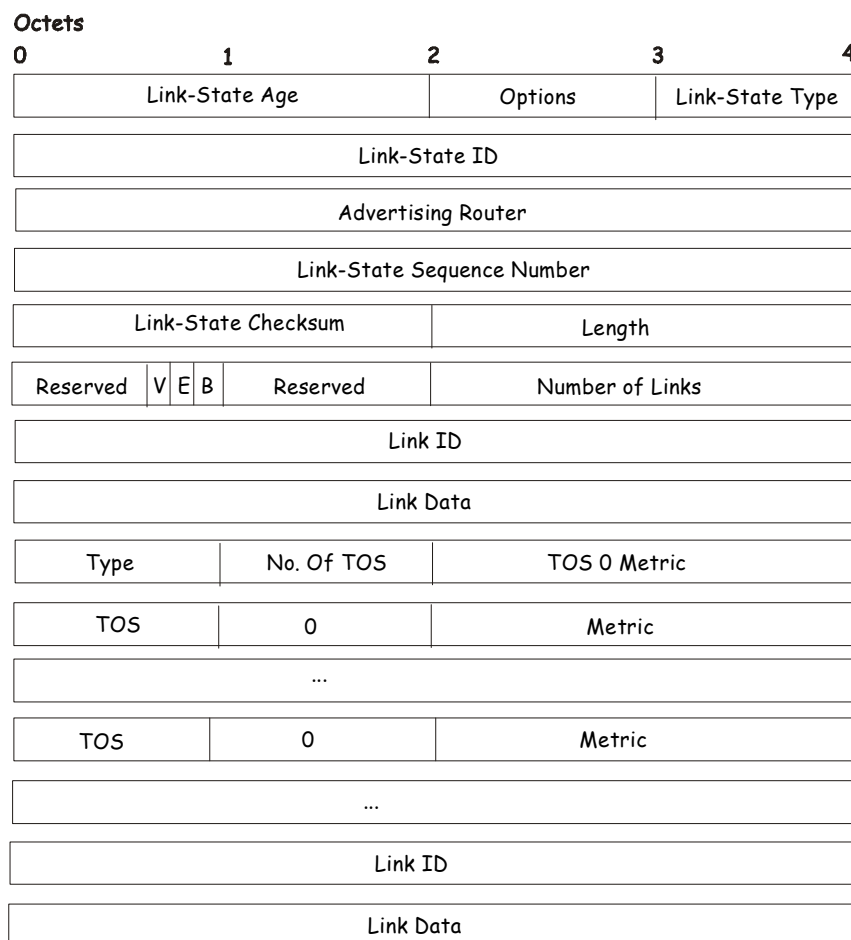 Octets
0 1 2 3 4
Link-State Age Options Link-State Type
Link-State ID
Advertising Router
Link-State Sequence Number
Link-State Checksum Length
Reserved V E B Reserved Number of Links
Link ID
Link Data
Type No. Of TOS TOS 0 Metric
TOS 0 Metric
...
TOS 0 Metric
...
Link ID
Link Data